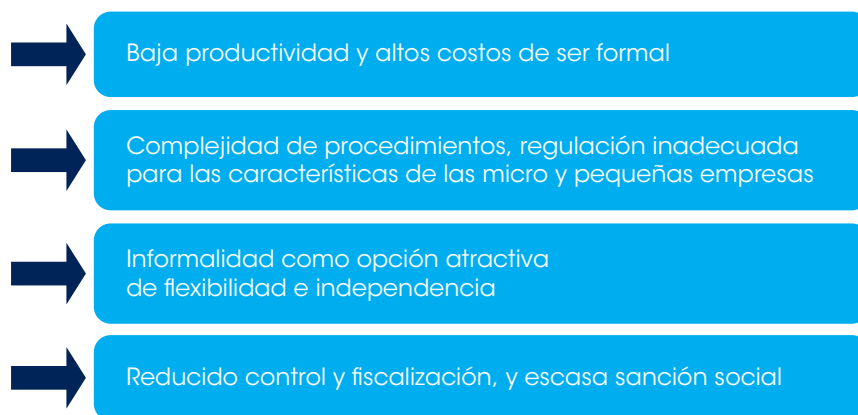 Baja productividad y altos costos de ser formal
Complejidad de procedimientos, regulación inadecuada
para las características de las micro y pequeñas empresas
Informalidad como opción atractiva
de flexibilidad e independencia
Reducido control y fiscalización, y escasa sanción social